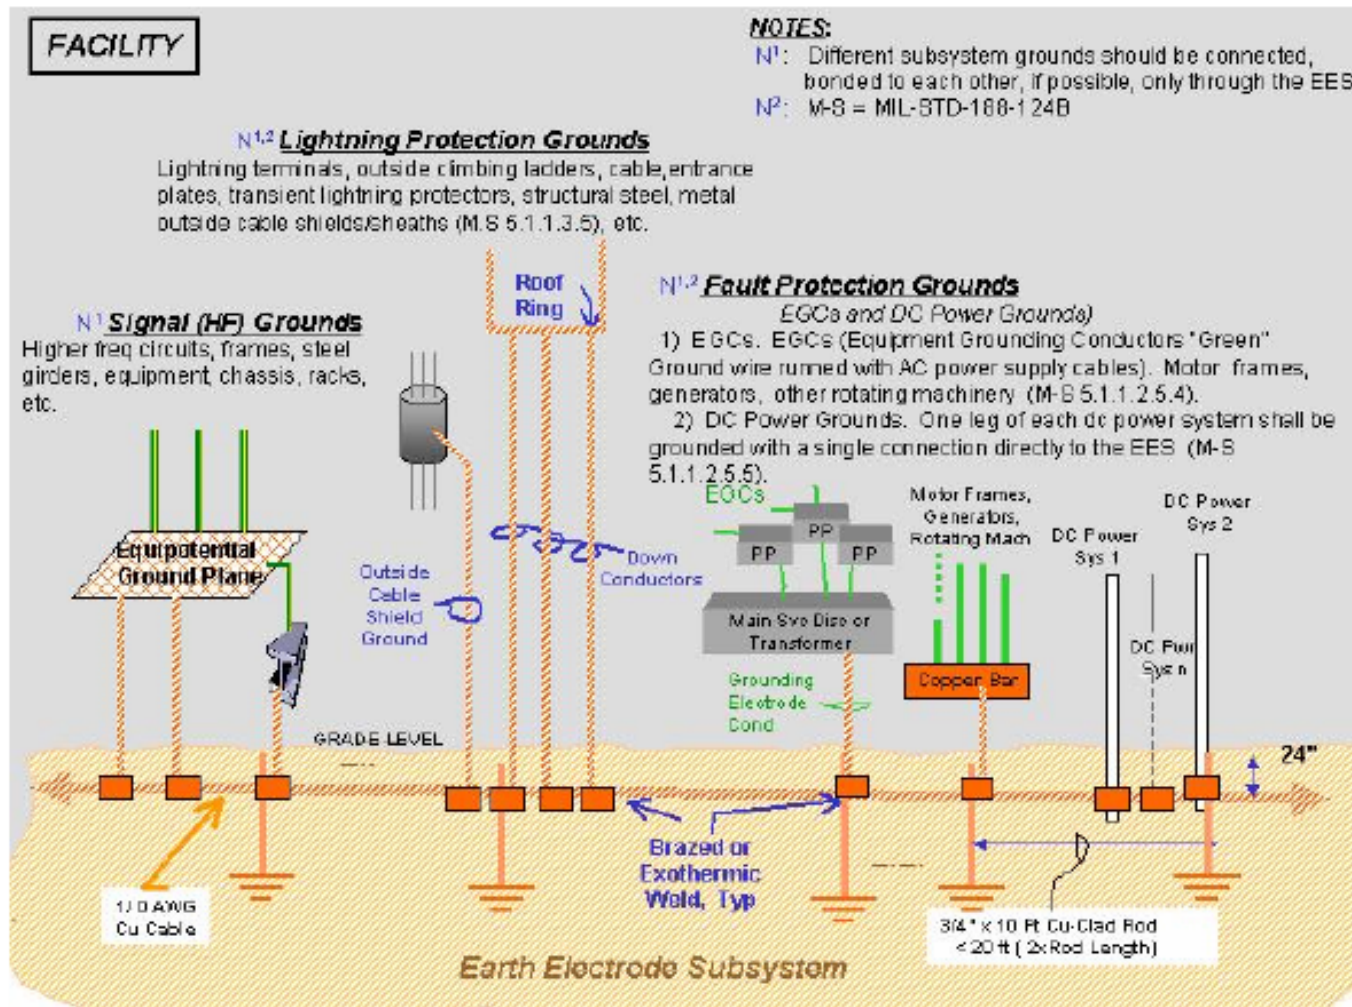 FACILITY
NOTES:
N1: Different subsystem grounds should be connected,
bonded to each other, if possible, only through the EES
N2: M-S = MIL-STD-188-124B
N1,2 Lightning Protection Grounds
Lightning terminals, outside climbing ladders, cable,entrance
plates, transient lightning protectors, structural steel, metal
outside cable shields/sheaths (M.S 5.1.1.3.5), etc.
Roof
Ring
N1 Signal (HF) Grounds
Higher freq circuits, frames, steel
girders, equipment, chassis, racks,
etc.
N1,2 Fault Protection Grounds
EGCs and DC Power Grounds)
1) EGCs. EGCs (Equipment Grounding Conductors "Green"
Ground wire runned with AC power supply cables). Motor frames,
generators, other rotating machinery (M-S 5.1.1.2.5.4).
2) DC Power Grounds. One leg of each dc power system shall be
grounded with a single connection directly to the EES (M-S
5.1.1.2.5.5).
EGCs
PP
PP
PP
Motor Frames,
Generators,
Rotating Mach
DC Power
Sys 1
DC Power
Sys 2
DC Pwr
Sys n
Equipotential
Ground Plane
Outside
Cable
Shield
Ground
Down
Conductors
Main Svc Disc or
Transformer
Copper Bar
Grounding
Electrode
Cond
GRADE LEVEL
24"
Brazed or
Exothermic
Weld, Typ
1/0 AWG
Cu Cable
3/4" x 10 Ft Cu-Clad Rod
< 20 ft ( 2xRod Length)
Earth Electrode Subsystem